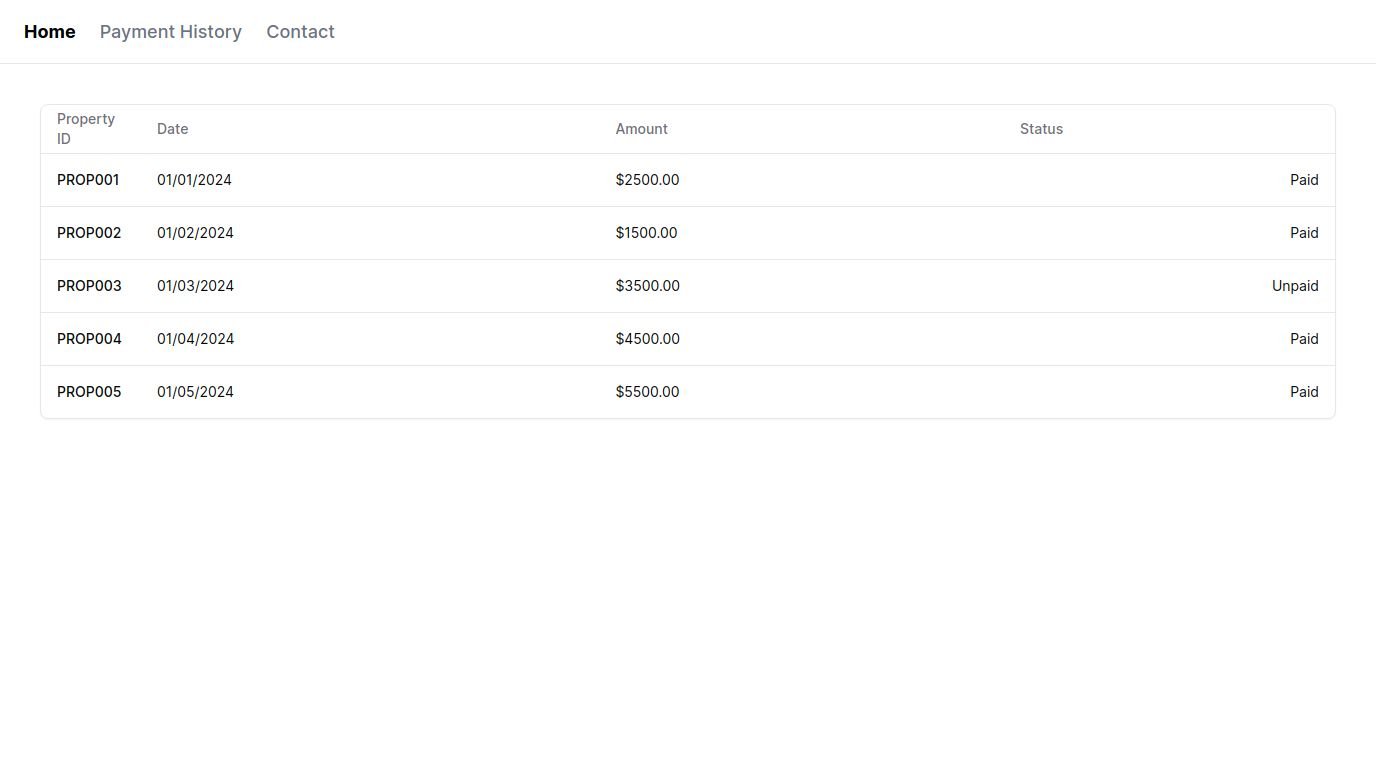 Home Payment History Contact
Property ID Date Amount Status
PROP001 01/01/2024 $2500.00 Paid
PROP002 01/02/2024 $1500.00 Paid
PROP003 01/03/2024 $3500.00 Unpaid
PROP004 01/04/2024 $4500.00 Paid
PROP005 01/05/2024 $5500.00 Paid